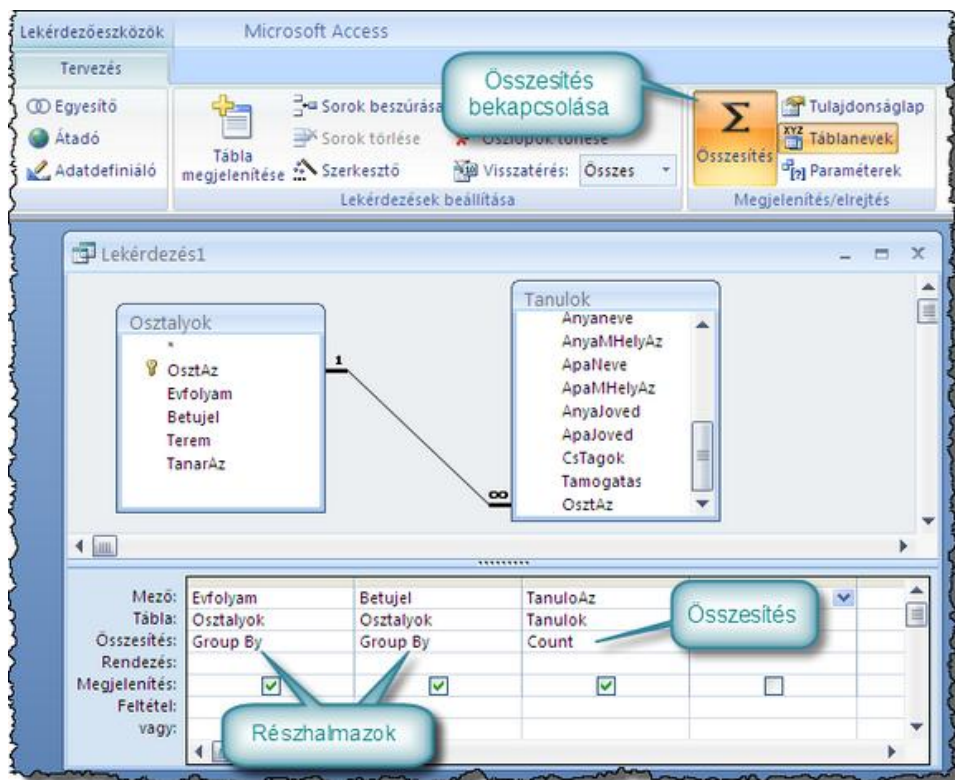 Lekérdezőeszközök
Microsoft Access
Tervezés
Összesítés
bekapcsolása
Egyesítő
Átadó
Adatdefiniáló
Tábla
megjelenítése
Sorok beszúrása
Sorok törlése
Szerkesztő
Oszlopok törlése
Visszatérés: Összes
Lekérdezések beállítása
Σ
Összesítés
Tulajdonságlap
XYZ
Táblanevek
[?] Paraméterek
Megjelenítés/elrejtés
Lekérdezés1
Osztalyok
*
OsztAz
Evfolyam
Betujel
Terem
TanarAz
1
∞
Tanulok
Anyaneve
AnyaMHelyAz
ApaNeve
ApaMHelyAz
AnyaJoved
ApaJoved
CsTagok
Tamogatas
OsztAz
Mező: Evfolyam Betujel TanuloAz
Tábla: Osztalyok Osztalyok Tanulok
Összesítés: Group By Group By Count
Rendezés:
Megjelenítés:
Feltétel:
vagy:
Összesítés
Részhalmazok